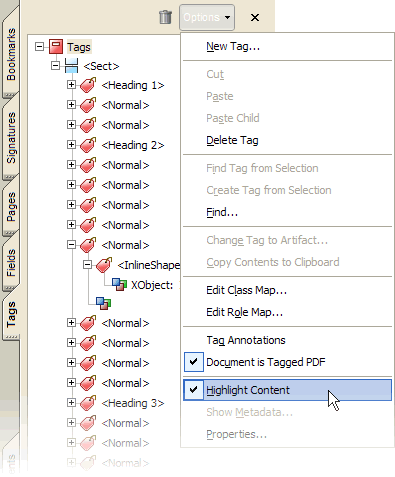 Options
Bookmarks
Signatures
Pages
Fields
Tags
Tags
<Sect>
<Heading 1>
<Normal>
<Normal>
<Heading 2>
<Normal>
<Normal>
<Normal>
<Normal>
<Normal>
<InlineShape
XObject:
<Normal>
<Normal>
<Normal>
<Normal>
<Normal>
<Heading 3>
<Normal>
<Normal>
<Normal>
New Tag...
Cut
Paste
Paste Child
Delete Tag
Find Tag from Selection
Create Tag from Selection
Find...
Change Tag to Artifact...
Copy Contents to Clipboard
Edit Class Map...
Edit Role Map...
Tag Annotations
Document is Tagged PDF
Highlight Content
Show Metadata...
Properties...